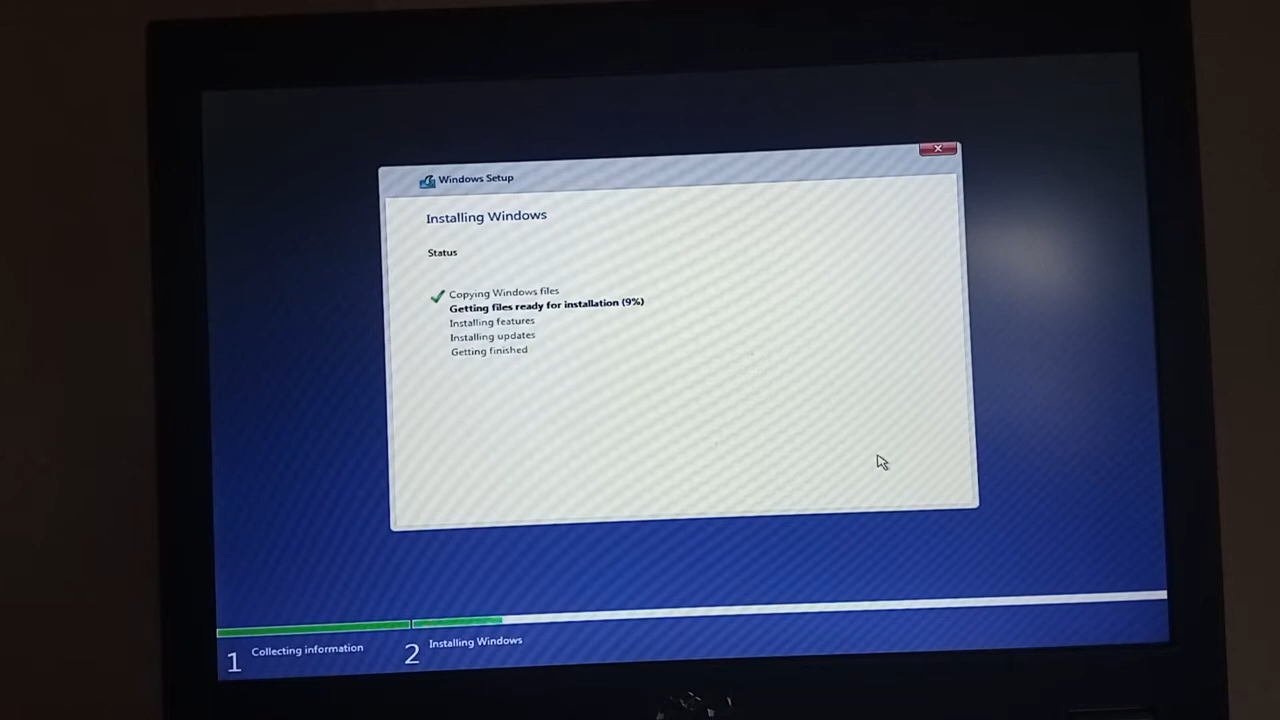 Windows Setup
Installing Windows
Status
Copying Windows files
Getting files ready for installation (9%)
Installing features
Installing updates
Getting finished
1 Collecting information
2 Installing Windows